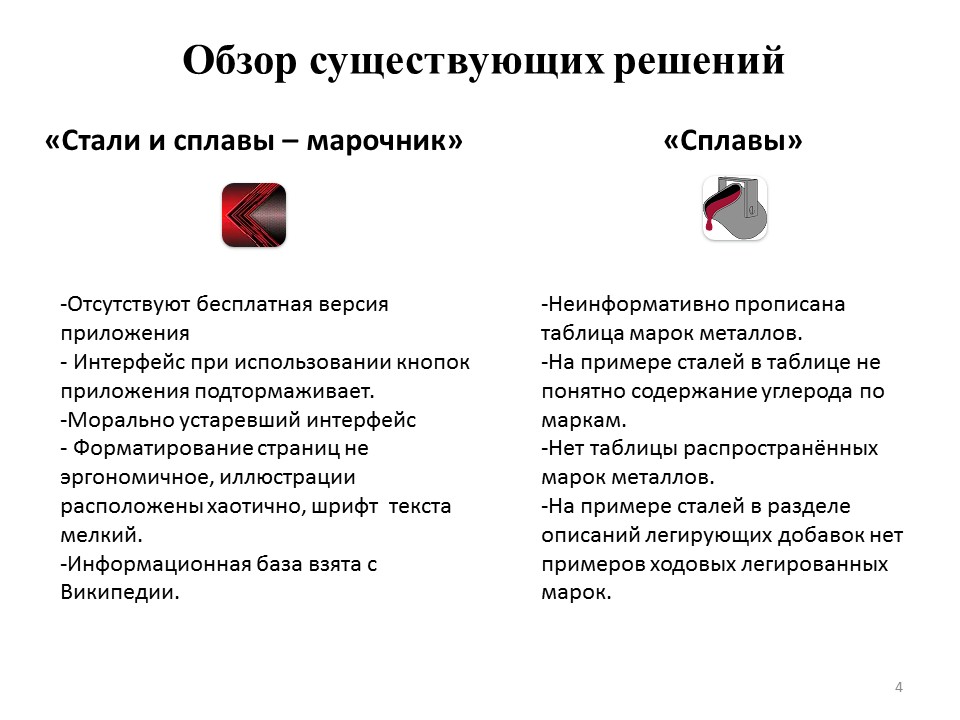 Обзор существующих решений
«Стали и сплавы – марочник»
-Отсутствуют бесплатная версия
приложения
- Интерфейс при использовании кнопок
приложения подтормаживает.
-Морально устаревший интерфейс
- Форматирование страниц не
эргономичное, иллюстрации
расположены хаотично, шрифт  текста
мелкий.
-Информационная база взята с
Википедии.
«Сплавы»
-Неинформативно прописана
таблица марок металлов.
-На примере сталей в таблице не
понятно содержание углерода по
маркам.
-Нет таблицы распространённых
марок металлов.
-На примере сталей в разделе
описаний легирующих добавок нет
примеров ходовых легированных
марок.
4